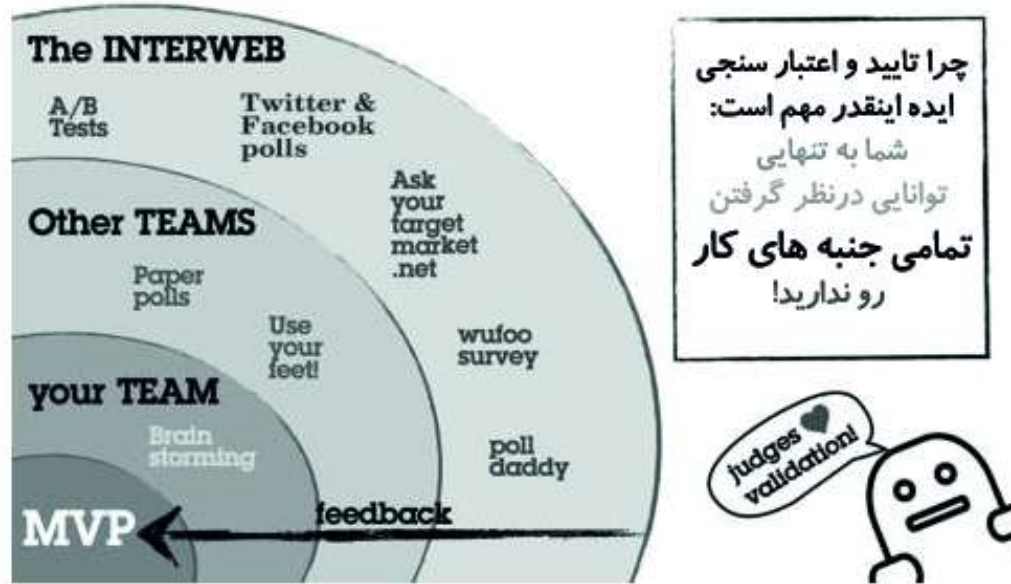 The INTERWEB
A/B
Tests
Twitter &
Facebook
polls
Ask
your
target
market
.net
wufoo
survey
poll
daddy
Other TEAMS
Paper
polls
Use
your
feet!
your TEAM
Brain
storming
MVP
feedback
چرا تایید و اعتبار سنجی
ایده اینقدر مهم است:
شما به تنهایی
توانایی درنظر گرفتن
تمامی جنبه های کار
رو ندارید!
judges
validation!